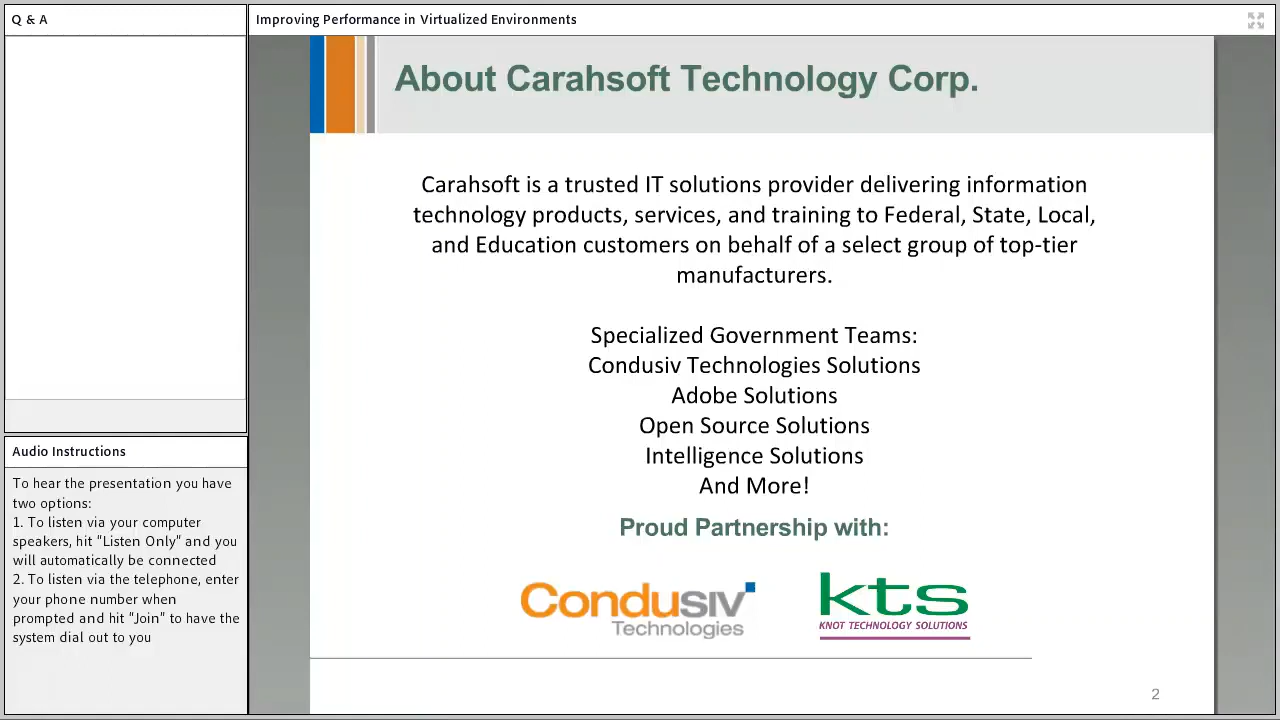 Q & A
Improving Performance in Virtualized Environments
About Carahsoft Technology Corp.
Carahsoft is a trusted IT solutions provider delivering information
technology products, services, and training to Federal, State, Local,
and Education customers on behalf of a select group of top-tier
manufacturers.
Specialized Government Teams:
Condusiv Technologies Solutions
Adobe Solutions
Open Source Solutions
Intelligence Solutions
And More!
Proud Partnership with:
Condusiv
Technologies
kts
KNOT TECHNOLOGY SOLUTIONS
2
Audio Instructions
To hear the presentation you have
two options:
1. To listen via your computer
speakers, hit "Listen Only" and you
will automatically be connected
2. To listen via the telephone, enter
your phone number when
prompted and hit "Join" to have the
system dial out to you